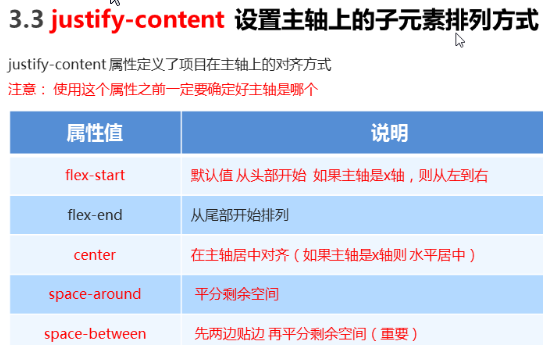 3.3 justify-content 设置主轴上的子元素排列方式
justify-content 属性定义了项目在主轴上的对齐方式
注意： 使用这个属性之前一定要确定好主轴是哪个
属性值 说明
flex-start 默认值 从头部开始 如果主轴是x轴，则从左到右
flex-end 从尾部开始排列
center 在主轴居中对齐（如果主轴是x轴则 水平居中）
space-around 平分剩余空间
space-between 先两边贴边 再平分剩余空间（重要）